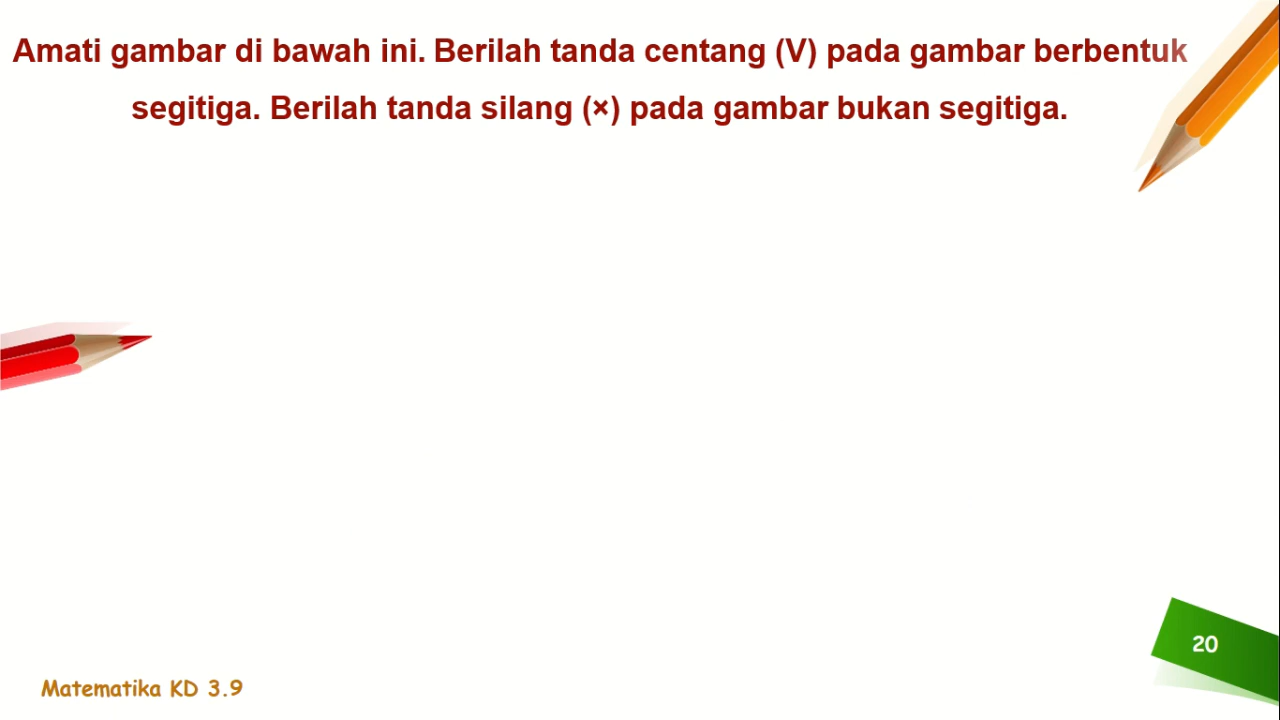 Amati gambar di bawah ini. Berilah tanda centang (V) pada gambar berbentuk
segitiga. Berilah tanda silang (×) pada gambar bukan segitiga.
20
Matematika KD 3.9